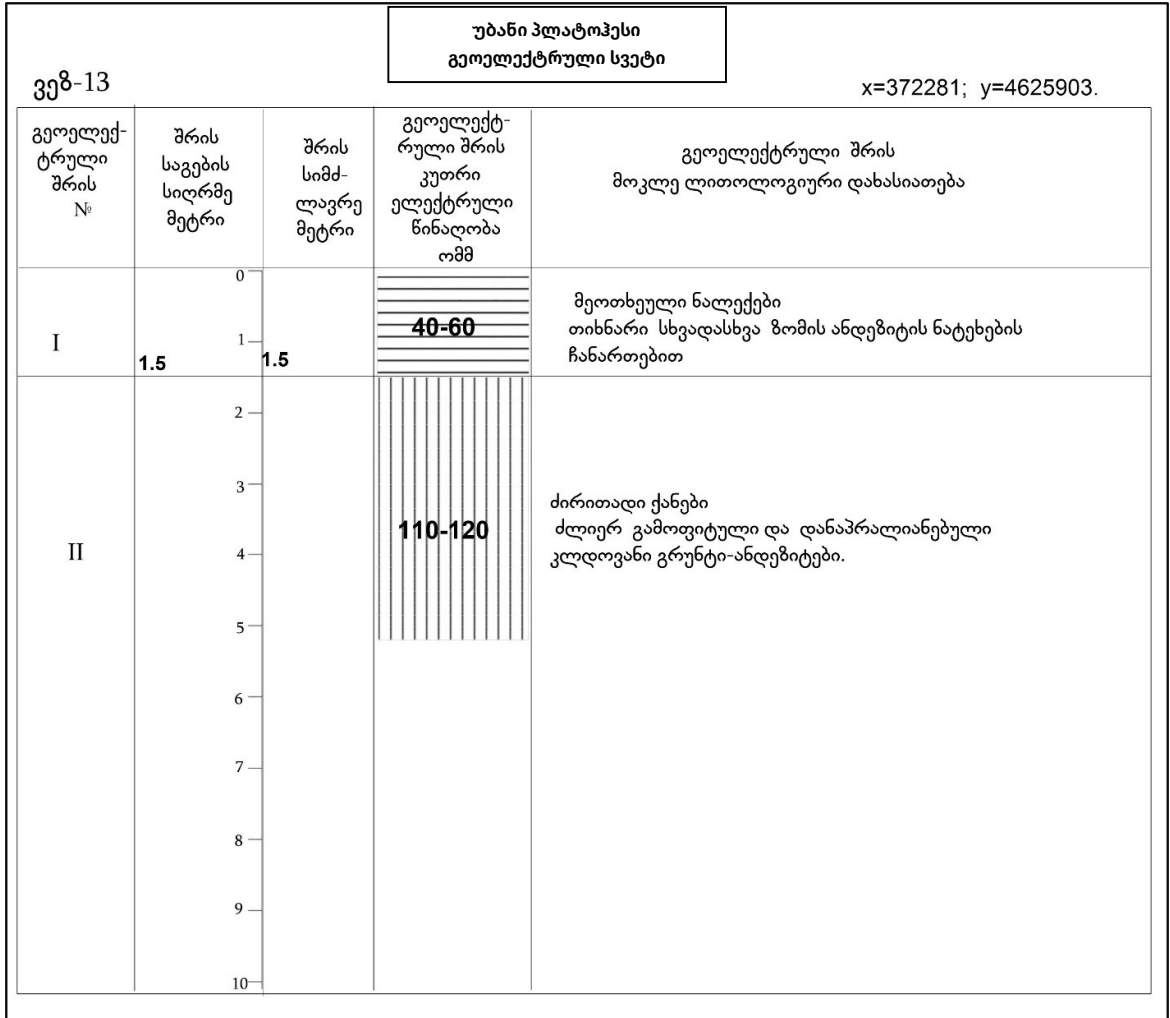 უბანი პლატოჰესი
გეოელექტრული სვეტი
ვეზ-13
x=372281; y=4625903.
გეოელექ-
ტრული
შრის
№
შრის
საგების
სიღრმე
მეტრი
შრის
სიმძ-
ლავრე
მეტრი
გეოელექტ-
რული შრის
კუთრი
ელექტრული
წინაღობა
ომმ
გეოელექტრული შრის
მოკლე ლითოლოგიური დახასიათება
I
0
1
1.5
1.5
40-60
მეოთხეული ნალექები
თიხნარი სხვადასხვა ზომის ანდეზიტის ნატეხების
ჩანართებით
II
2
3
4
5
6
7
8
9
10
110-120
ძირითადი ქანები
ძლიერ გამოფიტული და დანაპრალიანებული
კლდოვანი გრუნტი-ანდეზიტები.